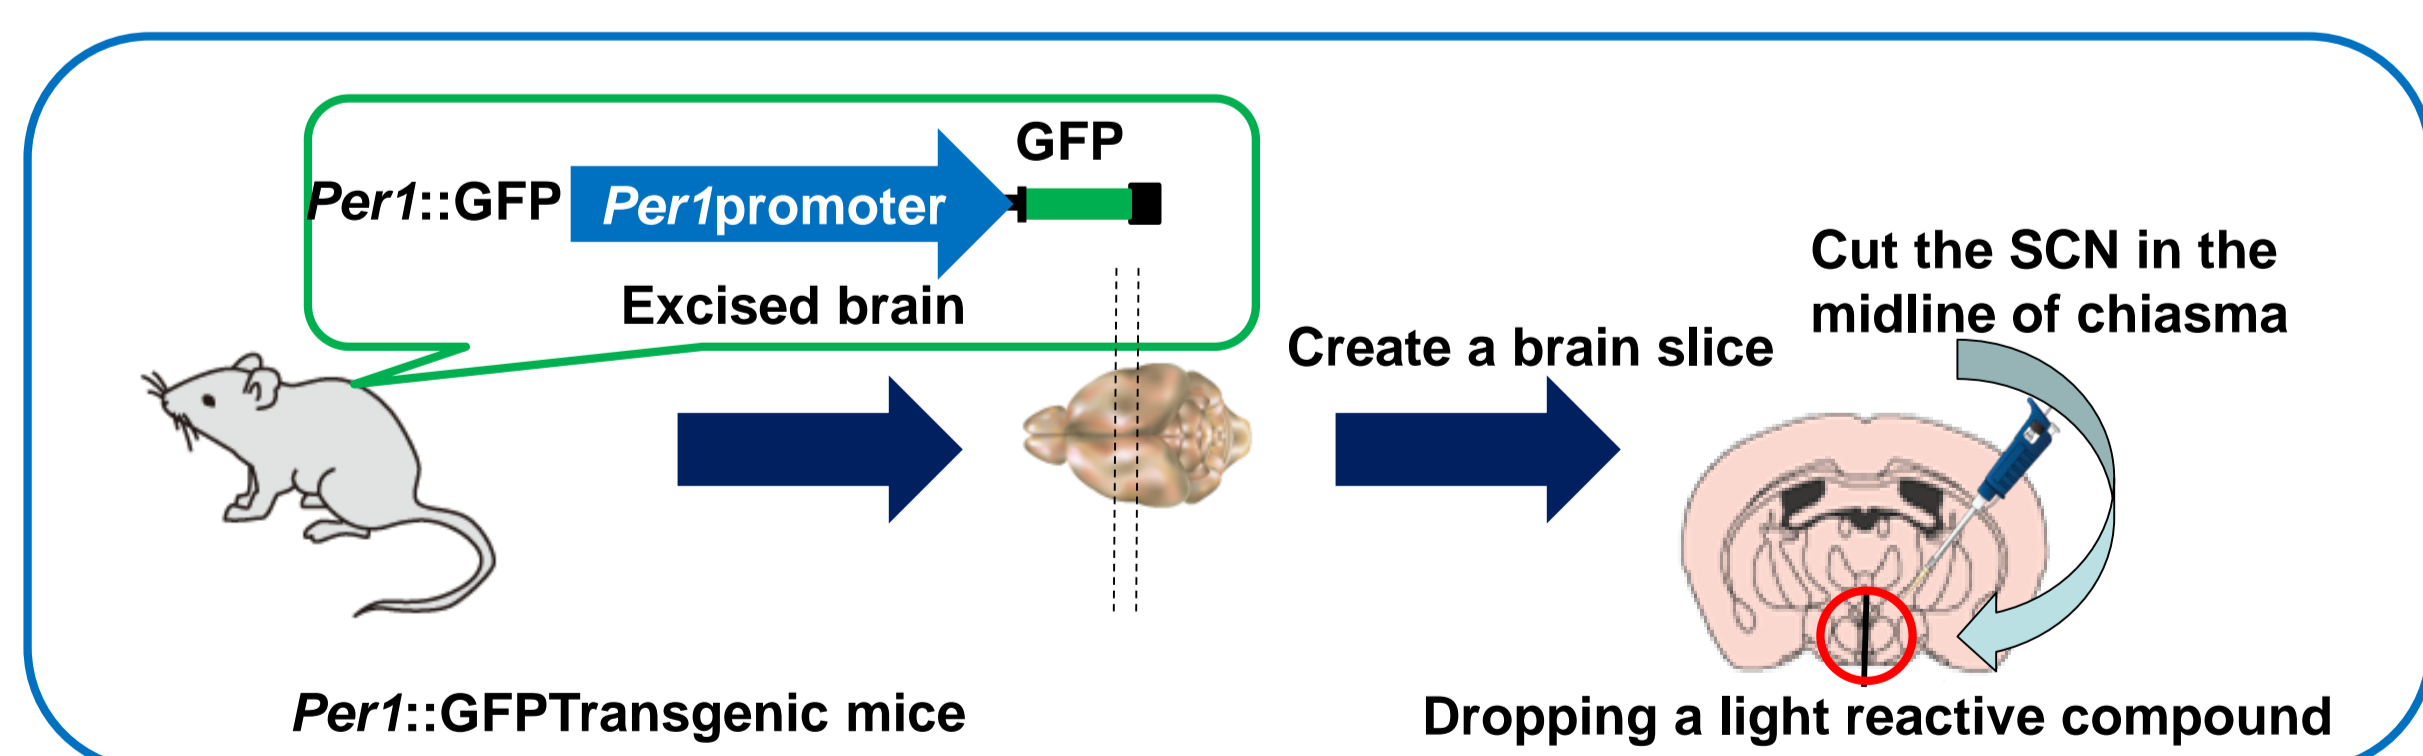 GFP
Per1::GFP
Per1promoter
Excised brain
Cut the SCN in the
midline of chiasma
Create a brain slice
Per1::GFPTransgenic mice
Dropping a light reactive compound